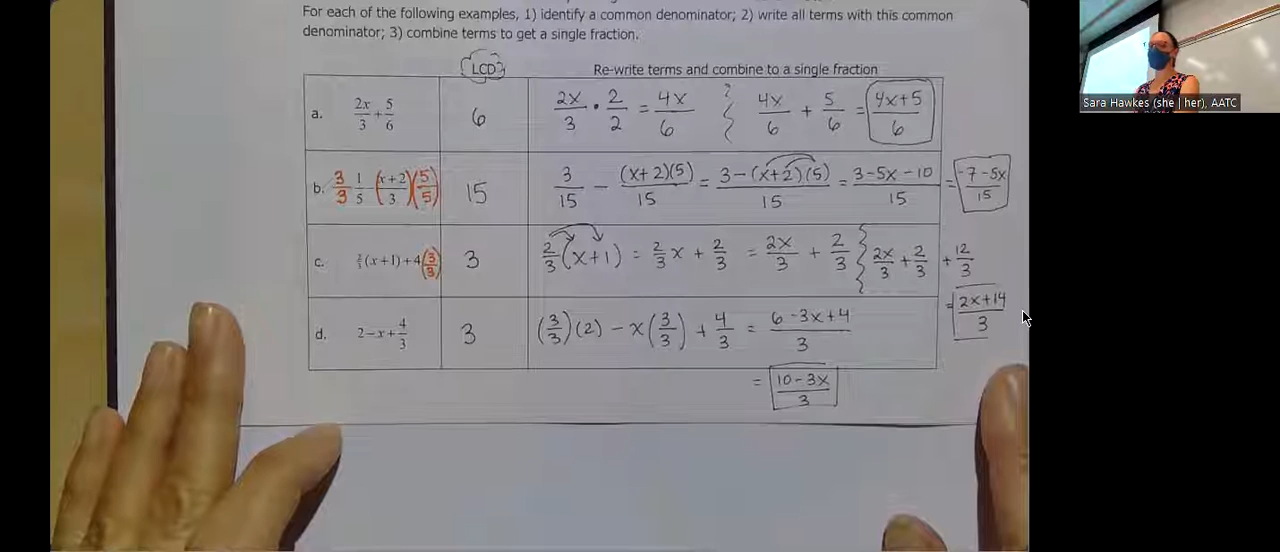 For each of the following examples, 1) identify a common denominator; 2) write all terms with this common
denominator; 3) combine terms to get a single fraction.
LCD Re-write terms and combine to a single fraction
a. 2x/3 + 5/6 6 2x/3 · 2/2 = 4x/6 4x/6 + 5/6 = 4x+5/6
b. 3/3 1/5 - (x+2/3)(5/5) 15 3/15 - (x+2)(5)/15 = 3-(x+2)(5)/15 = 3-5x-10/15 = -7-5x/15
c. 2/3(x+1)+4(3/3) 3 2/3(x+1) = 2/3x + 2/3 = 2x/3 + 2/3 2x/3 + 2/3 + 12/3
= 2x+14/3
d. 2-x+4/3 3 (3/3)(2) - x(3/3) + 4/3 = 6-3x+4/3
= 10-3x/3
Sara Hawkes (she | her), AATC